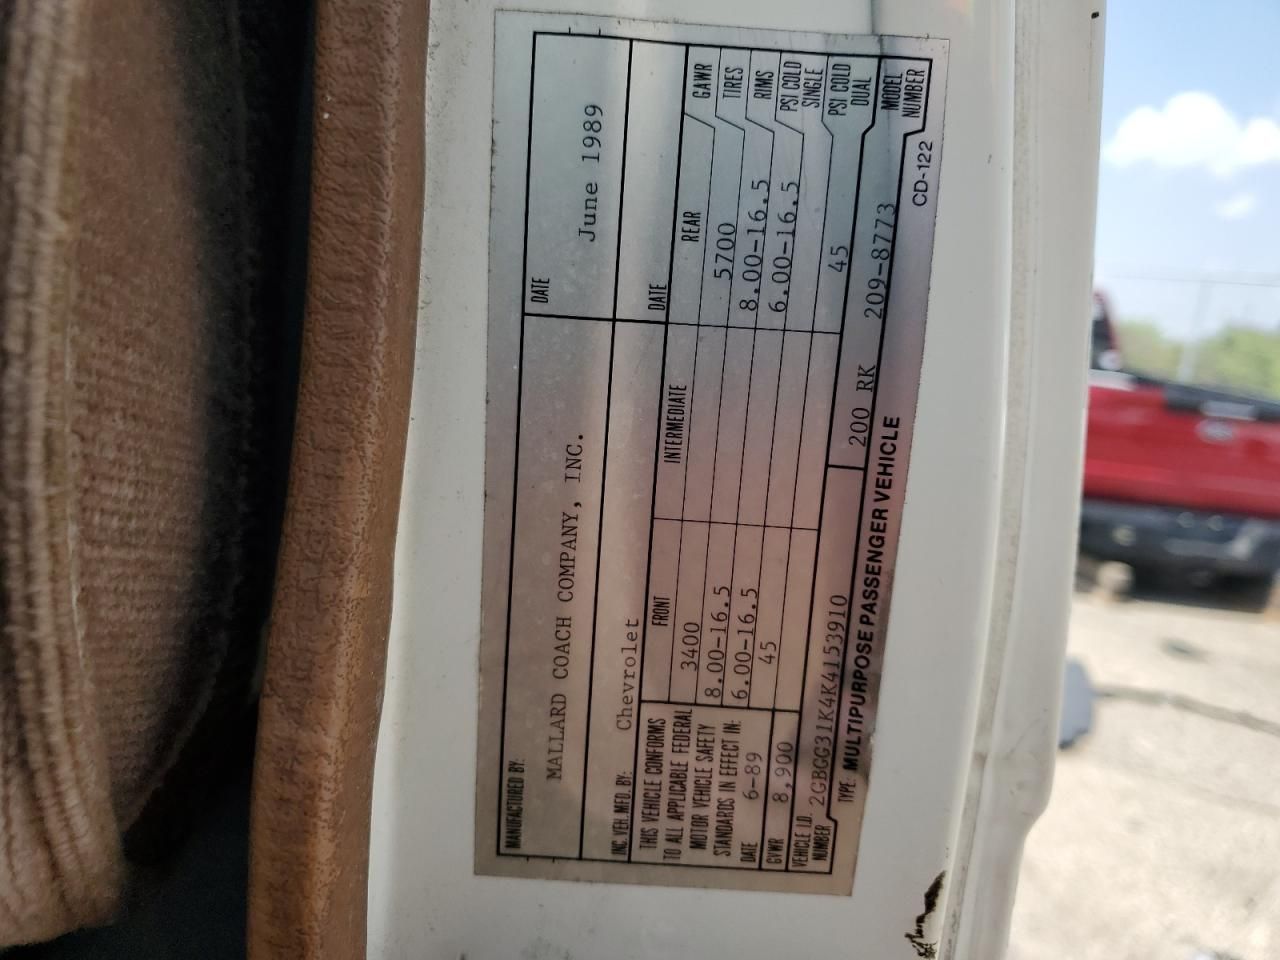 MANUFACTURED BY: DATE
MALLARD COACH COMPANY, INC. June 1989
INC. VEH. MFD. BY: Chevrolet DATE
THIS VEHICLE CONFORMS
TO ALL APPLICABLE FEDERAL
MOTOR VEHICLE SAFETY
STANDARDS IN EFFECT IN:
DATE 6-89
GVWR 8,900
FRONT INTERMEDIATE REAR
3400 5700 GAWR
8.00-16.5 8.00-16.5 TIRES
6.00-16.5 6.00-16.5 RIMS
45 PSI COLD SINGLE
45 PSI COLD DUAL
VEHICLE I.D. NUMBER 2GBGG31K4K4153910 200 RK 209-8773 MODEL NUMBER
TYPE: MULTIPURPOSE PASSENGER VEHICLE CD-122